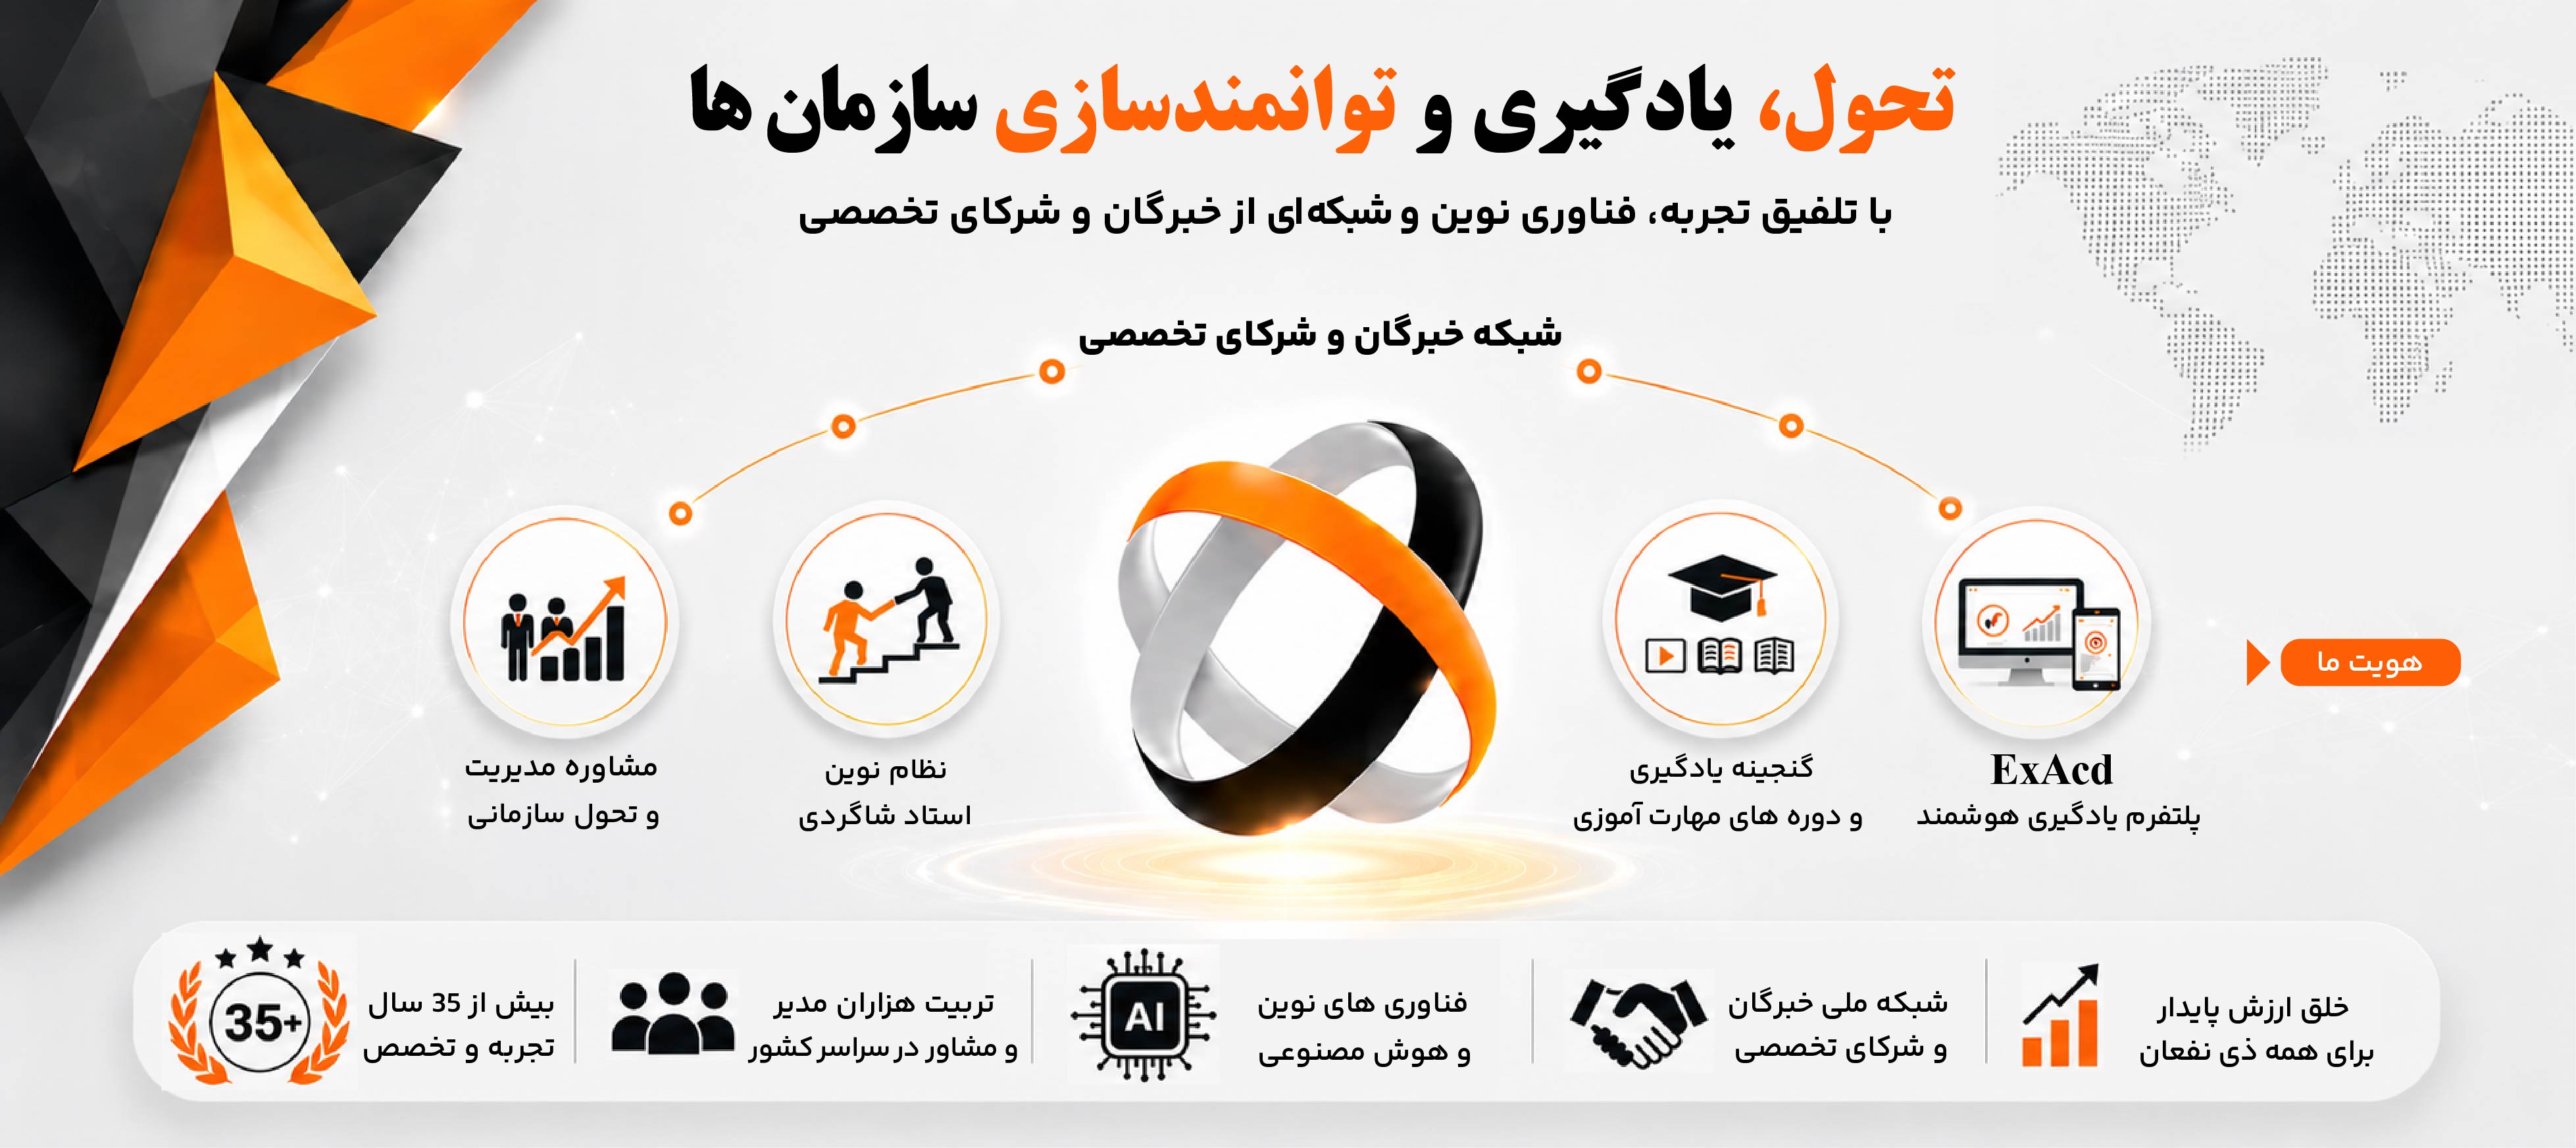 تحول، یادگیری و توانمندسازی سازمان ها
با تلفیق تجربه، فناوری نوین و شبکه‌ای از خبرگان و شرکای تخصصی
شبکه خبرگان و شرکای تخصصی
هویت ما
ExAcd
پلتفرم یادگیری هوشمند
گنجینه یادگیری
و دوره های مهارت آموزی
نظام نوین
استاد شاگردی
مشاوره مدیریت
و تحول سازمانی
خلق ارزش پایدار
برای همه ذی نفعان
شبکه ملی خبرگان
و شرکای تخصصی
فناوری های نوین
و هوش مصنوعی
AI
تربیت هزاران مدیر
و مشاور در سراسر کشور
بیش از 35 سال
تجربه و تخصص
35+